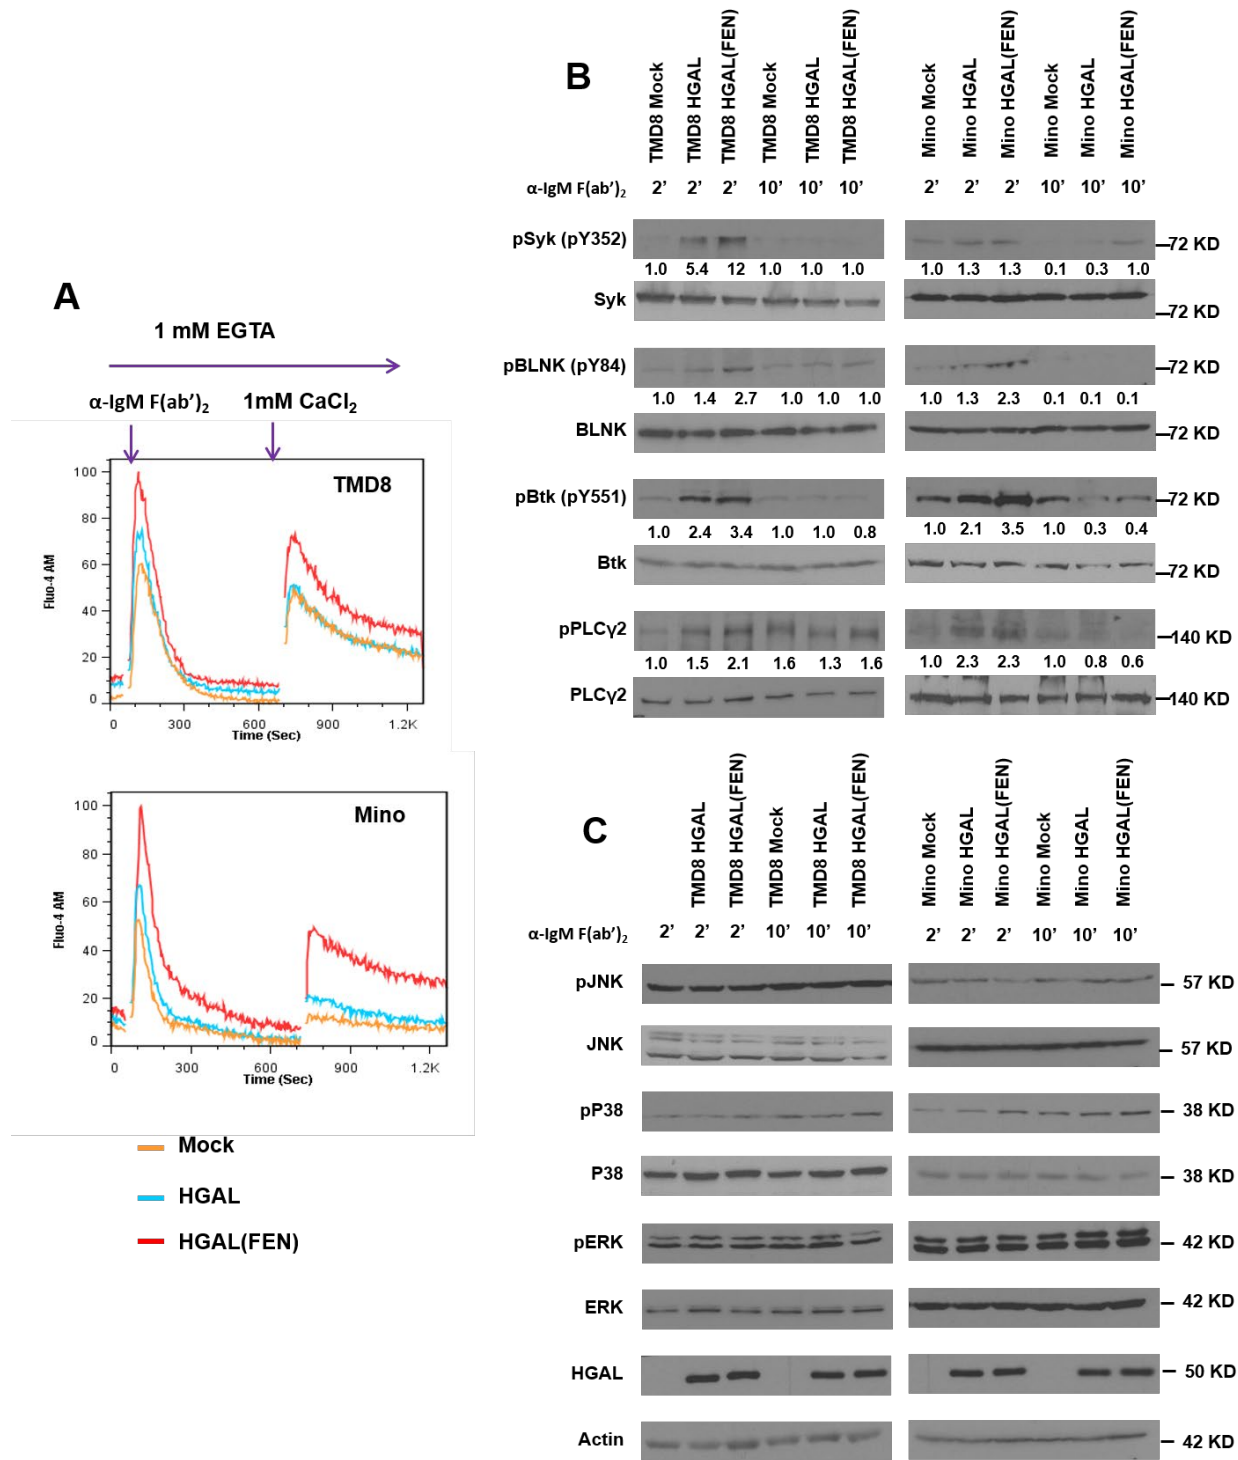 A
1 mM EGTA
α-IgM F(ab’)2
1mM CaCl2
TMD8
Fluo-4 AM
100
80
60
40
20
0
0 300 600 900 1.2K
Time (Sec)
Mino
Fluo-4 AM
100
80
60
40
20
0
0 300 600 900 1.2K
Time (Sec)
Mock
HGAL
HGAL(FEN)
B
TMD8 Mock
TMD8 HGAL
TMD8 HGAL(FEN)
TMD8 Mock
TMD8 HGAL
TMD8 HGAL(FEN)
Mino Mock
Mino HGAL
Mino HGAL(FEN)
Mino Mock
Mino HGAL
Mino HGAL(FEN)
α-IgM F(ab’)2 2’ 2’ 2’ 10’ 10’ 10’ 2’ 2’ 2’ 10’ 10’ 10’
pSyk (pY352) 72 KD
1.0 5.4 12 1.0 1.0 1.0 1.0 1.3 1.3 0.1 0.3 1.0
Syk 72 KD
pBLNK (pY84) 72 KD
1.0 1.4 2.7 1.0 1.0 1.0 1.0 1.3 2.3 0.1 0.1 0.1
BLNK 72 KD
pBtk (pY551) 72 KD
1.0 2.4 3.4 1.0 1.0 0.8 1.0 2.1 3.5 1.0 0.3 0.4
Btk 72 KD
pPLCγ2 140 KD
1.0 1.5 2.1 1.6 1.3 1.6 1.0 2.3 2.3 1.0 0.8 0.6
PLCγ2 140 KD
C
TMD8 HGAL
TMD8 HGAL(FEN)
TMD8 Mock
TMD8 HGAL
TMD8 HGAL(FEN)
Mino Mock
Mino HGAL
Mino HGAL(FEN)
Mino Mock
Mino HGAL
Mino HGAL(FEN)
α-IgM F(ab’)2 2’ 2’ 2’ 10’ 10’ 10’ 2’ 2’ 2’ 10’ 10’ 10’
pJNK 57 KD
JNK 57 KD
pP38 38 KD
P38 38 KD
pERK 42 KD
ERK 42 KD
HGAL 50 KD
Actin 42 KD